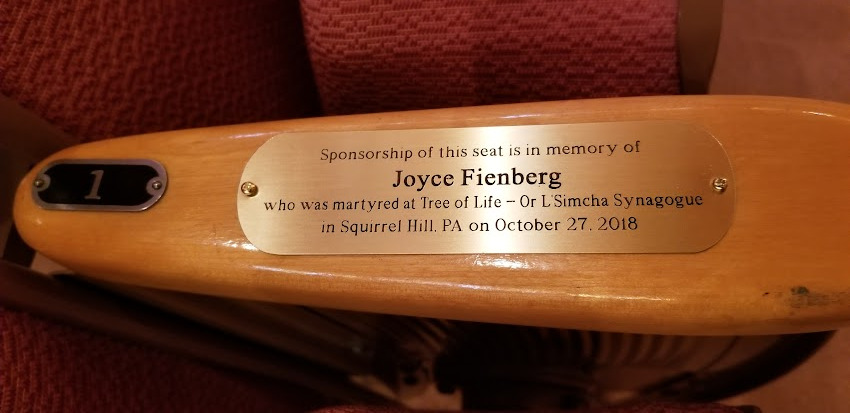 1
Sponsorship of this seat is in memory of
Joyce Fienberg
who was martyred at Tree of Life – Or L'Simcha Synagogue
in Squirrel Hill, PA on October 27, 2018